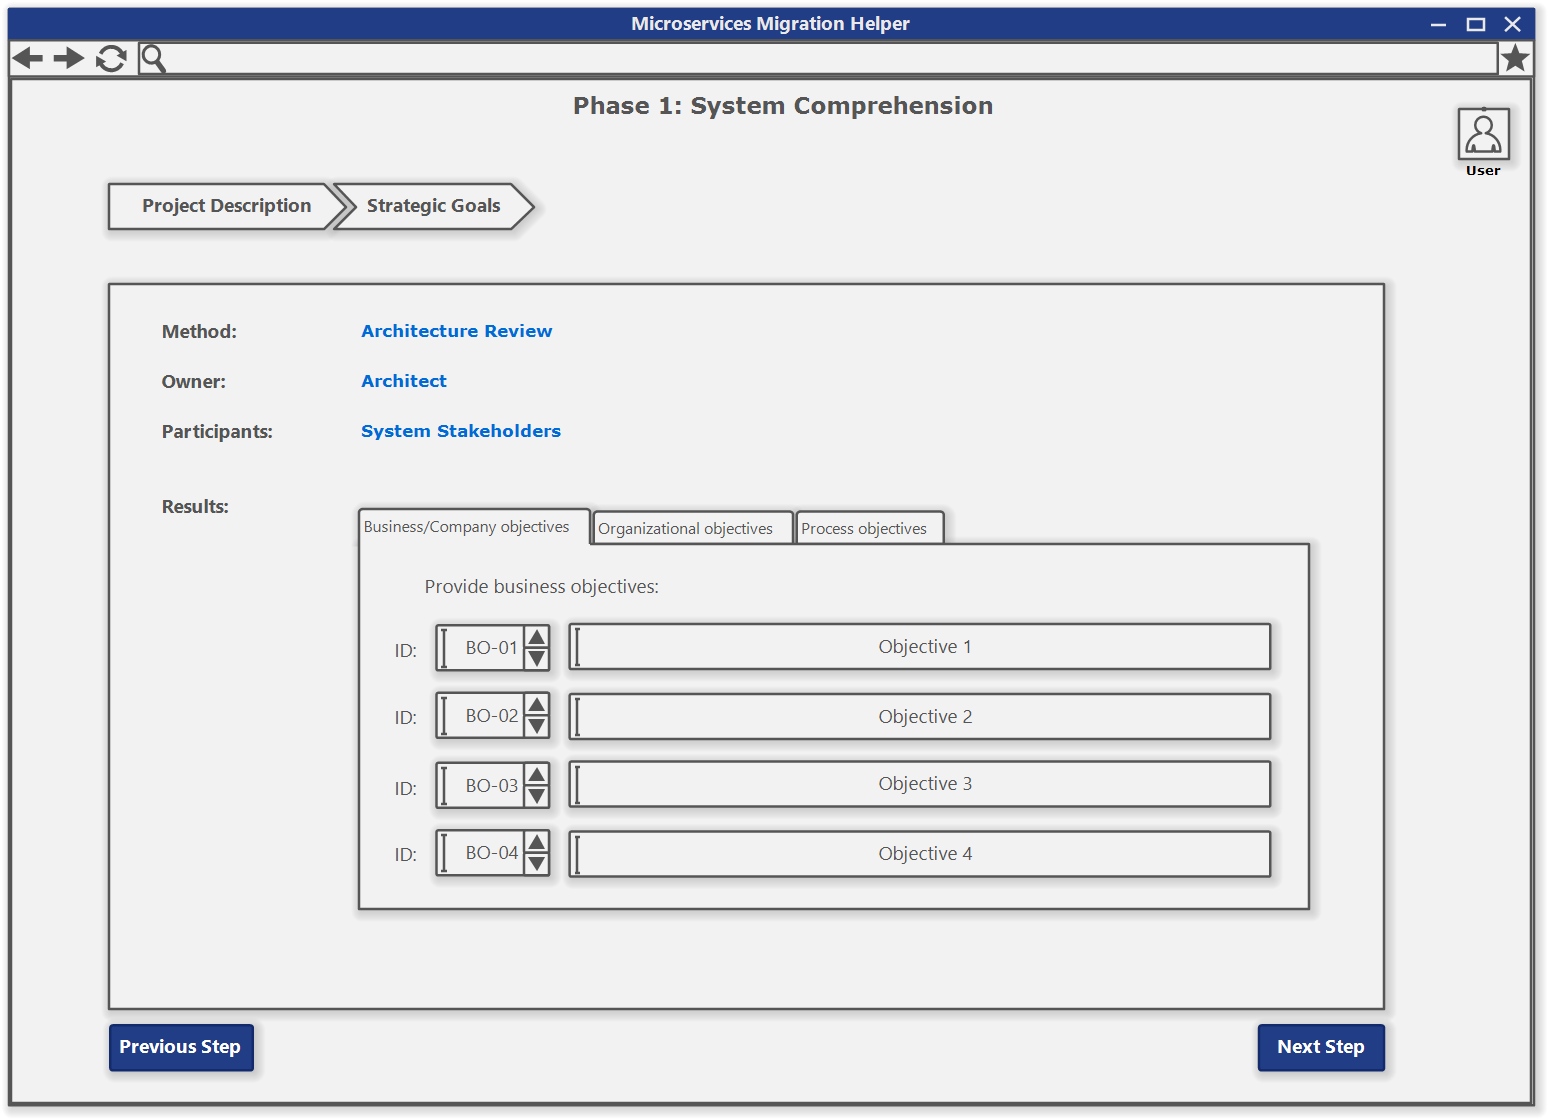 Microservices Migration Helper
Phase 1: System Comprehension
User
Project Description
Strategic Goals
Method:
Architecture Review
Owner:
Architect
Participants:
System Stakeholders
Results:
Business/Company objectives
Organizational objectives
Process objectives
Provide business objectives:
ID:
BO-01
Objective 1
ID:
BO-02
Objective 2
ID:
BO-03
Objective 3
ID:
BO-04
Objective 4
Previous Step
Next Step